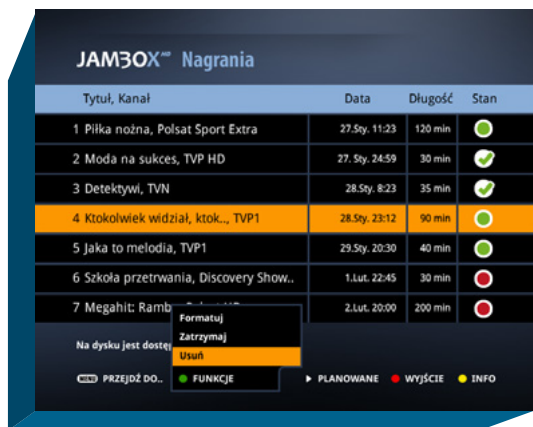 JAMBOX HD Nagrania
Tytuł, Kanał Data Długość Stan
1 Piłka nożna, Polsat Sport Extra 27.Sty. 11:23 120 min
2 Moda na sukces, TVP HD 27. Sty. 24:59 30 min
3 Detektywi, TVN 28.Sty. 8:23 35 min
4 Ktokolwiek widział, ktok.., TVP1 28.Sty. 23:12 90 min
5 Jaka to melodia, TVP1 29.Sty. 20:30 40 min
6 Szkoła przetrwania, Discovery Show.. 1.Lut. 22:45 30 min
7 Megahit: Ramb 2.Lut. 20:00 200 min
Formatuj
Zatrzymaj
Na dysku jest dostęp
Usuń
MENU PRZEJDŹ DO.. FUNKCJE PLANOWANE WYJŚCIE INFO